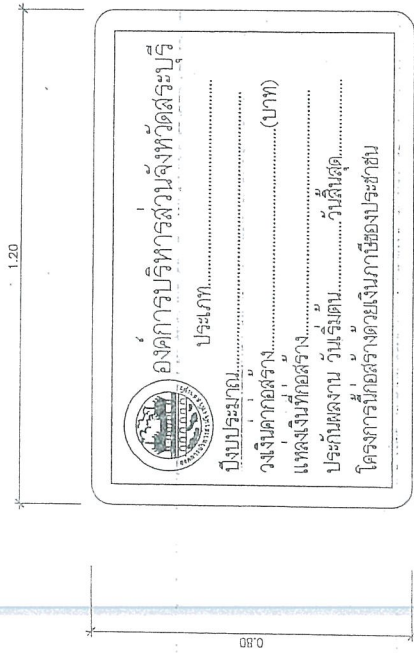 1.20
องค์การบริหารส่วนจังหวัดสระบุรี
ประเภท....................
ปีงบประมาณ....................
วงเงินค่าก่อสร้าง....................(บาท)
แหล่งเงินที่ก่อสร้าง....................
ประกันผลงาน วันเริ่มต้น..........วันสิ้นสุด..........
โครงการนี้ก่อสร้างด้วยเงินภาษีของประชาชน
0.80